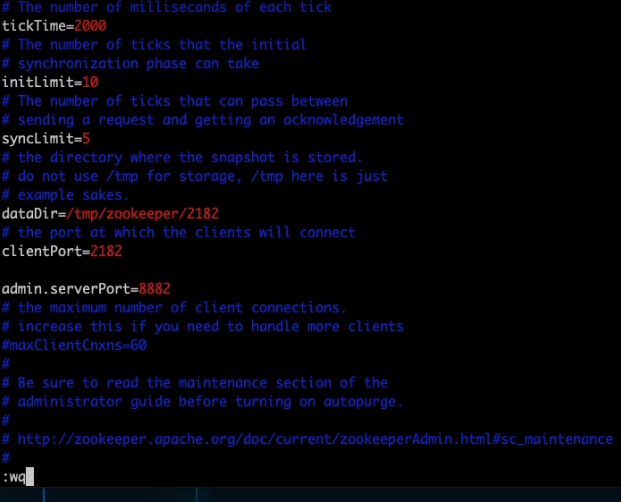 # The number of milliseconds of each tick
tickTime=2000
# The number of ticks that the initial
# synchronization phase can take
initLimit=10
# The number of ticks that can pass between
# sending a request and getting an acknowledgement
syncLimit=5
# the directory where the snapshot is stored.
# do not use /tmp for storage, /tmp here is just
# example sakes.
dataDir=/tmp/zookeeper/2182
# the port at which the clients will connect
clientPort=2182
admin.serverPort=8882
# the maximum number of client connections.
# increase this if you need to handle more clients
#maxClientCnxns=60
#
# Be sure to read the maintenance section of the
# administrator guide before turning on autopurge.
#
# http://zookeeper.apache.org/doc/current/zookeeperAdmin.html#sc_maintenance
#
:wq